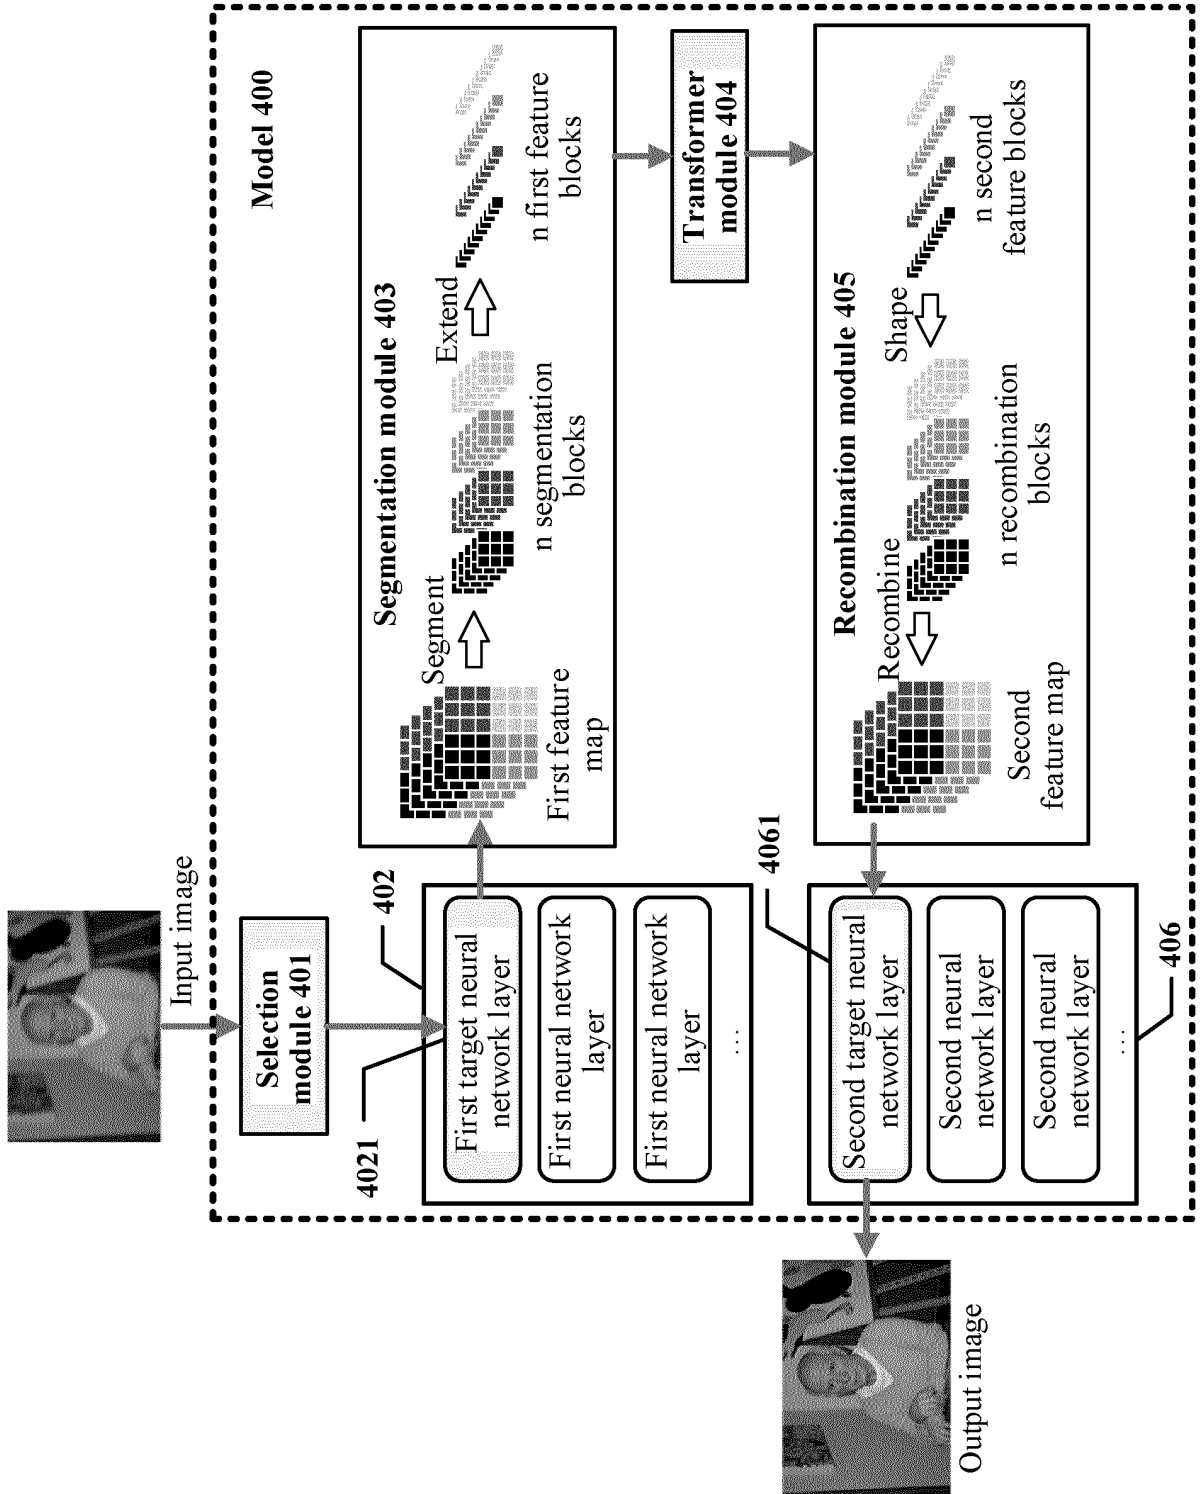 Model 400
Input image
Selection
module 401
402
4021
First target neural
network layer
First neural network
layer
First neural network
layer
...
Segmentation module 403
Segment
Extend
First feature
map
n segmentation
blocks
n first feature
blocks
Transformer
module 404
Recombination module 405
Recombine
Shape
Second
feature map
n recombination
blocks
n second
feature blocks
4061
Second target neural
network layer
Second neural
network layer
Second neural
network layer
...
406
Output image